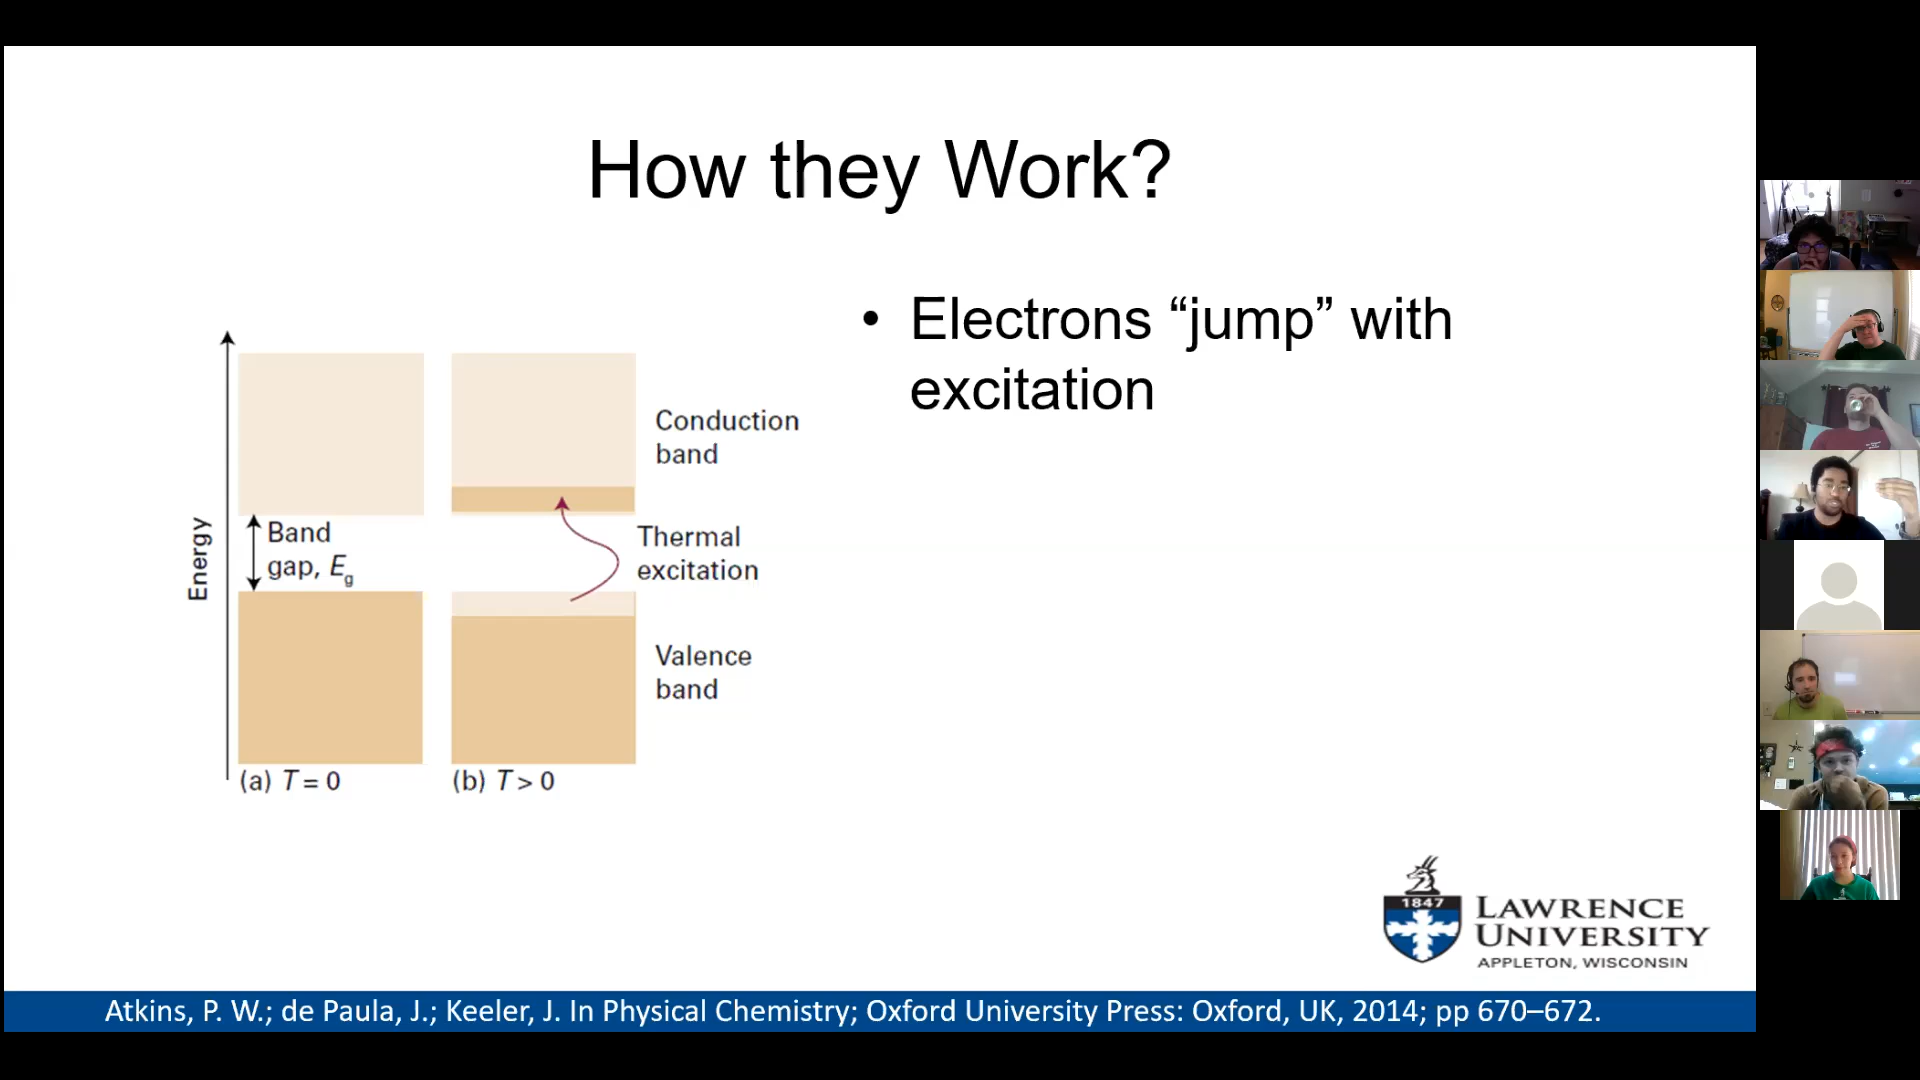 How they Work?
• Electrons “jump” with
excitation
Energy
Conduction
band
Band
gap, Eg
Thermal
excitation
Valence
band
(a) T = 0
(b) T > 0
1847
LAWRENCE
UNIVERSITY
APPLETON, WISCONSIN
Atkins, P. W.; de Paula, J.; Keeler, J. In Physical Chemistry; Oxford University Press: Oxford, UK, 2014; pp 670–672.